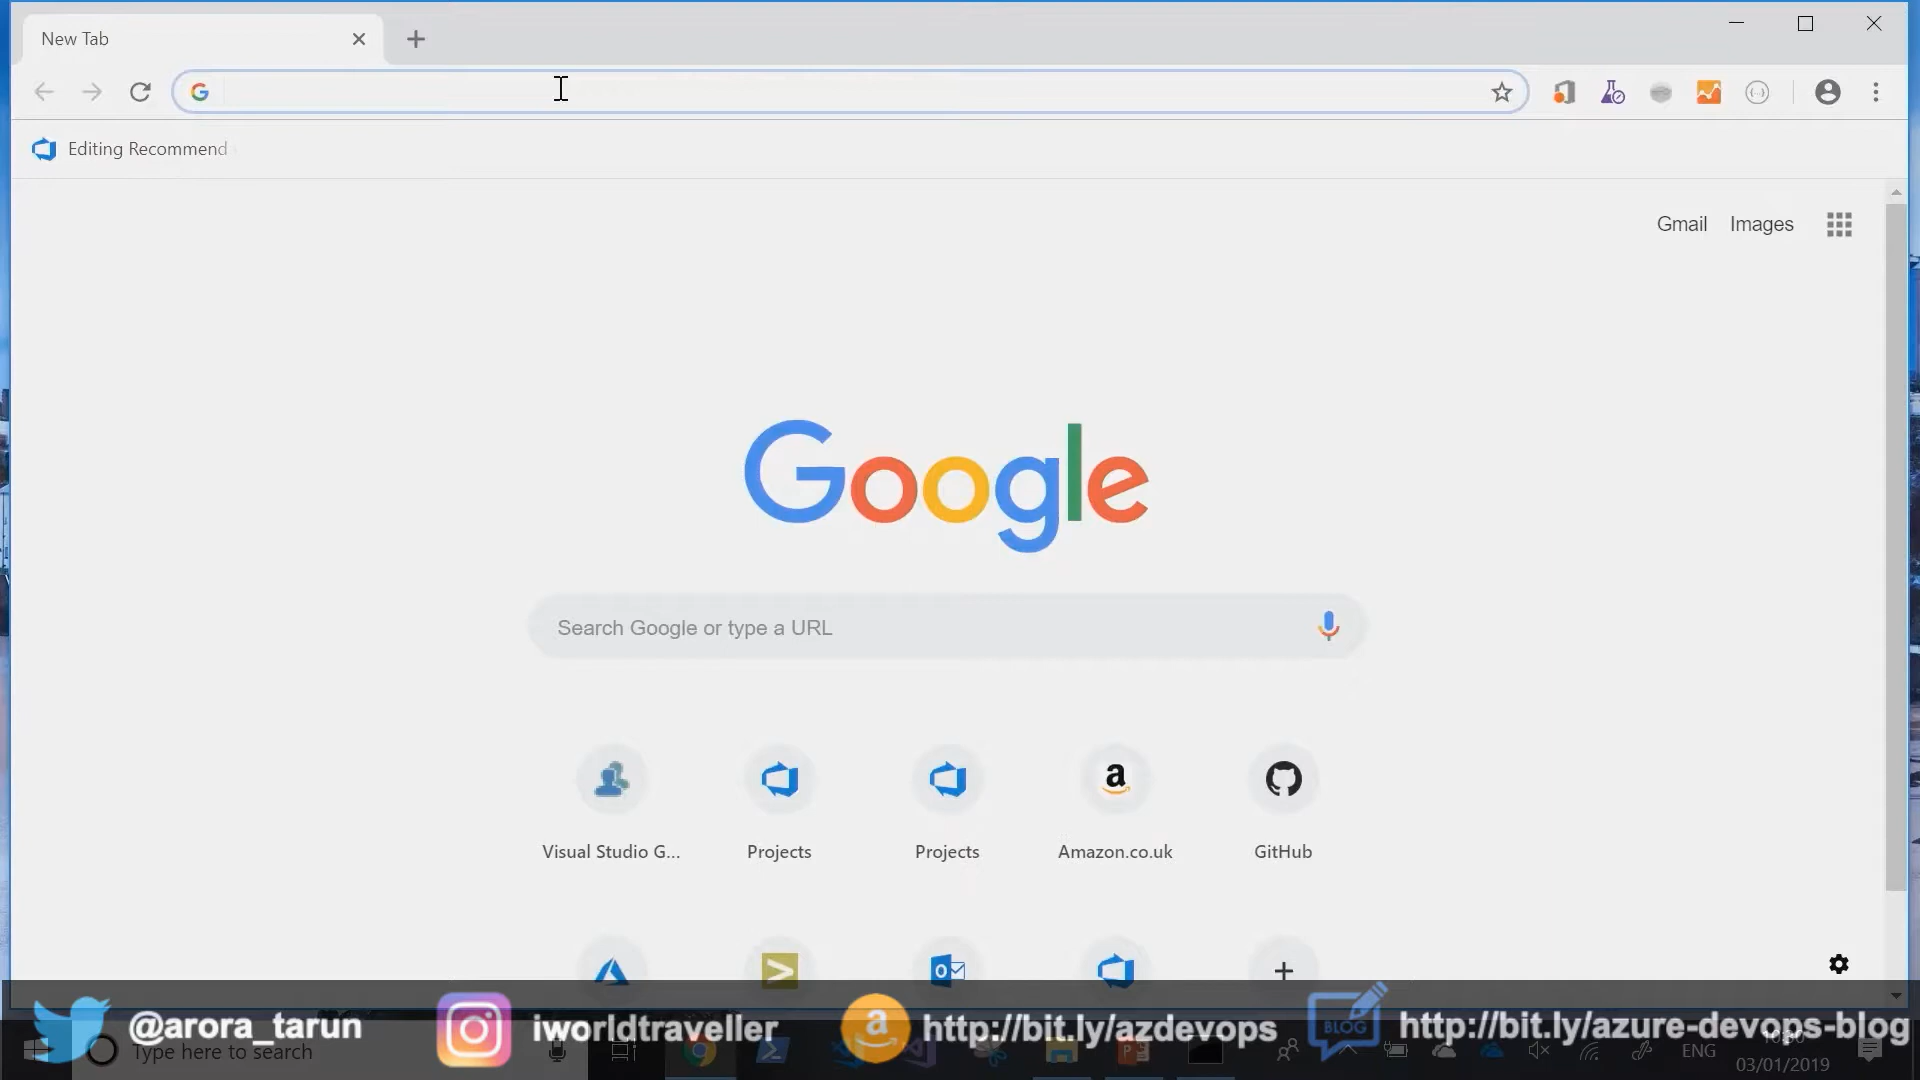 New Tab
Editing Recommend
Gmail Images
Google
Search Google or type a URL
Visual Studio G...
Projects
Projects
Amazon.co.uk
GitHub
@arora_tarun
iworldtraveller
http://bit.ly/azdevops
BLOG
http://bit.ly/azure-devops-blog
Type here to search
ENG
03/01/2019